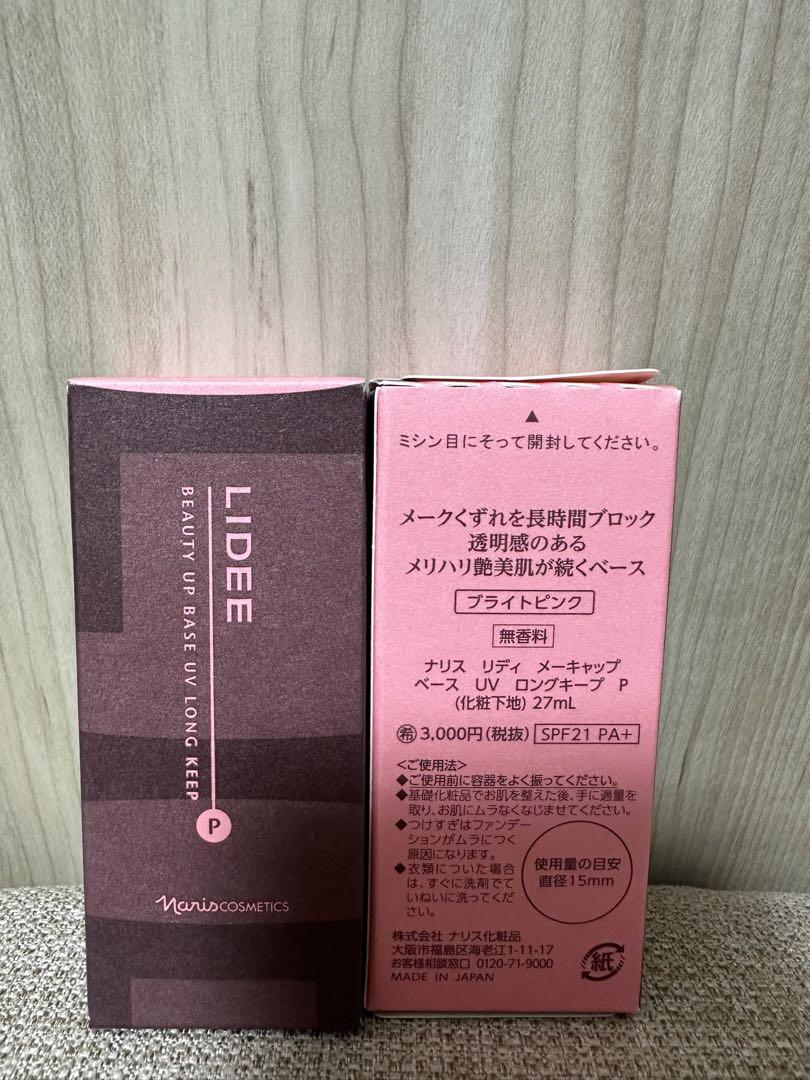 LIDEE
BEAUTY UP BASE UV LONG KEEP
P
naris COSMETICS
▲
ミシン目にそって開封してください。
メークくずれを長時間ブロック
透明感のある
メリハリ艶美肌が続くベース
ブライトピンク
無香料
ナリス リディ メーキャップ
ベース UV ロングキープ P
(化粧下地) 27mL
㊕ 3,000円(税抜) SPF21 PA+
<ご使用法>
◆ご使用前に容器をよく振ってください。
◆基礎化粧品でお肌を整えた後、手に適量を
取り、お肌にムラなくなじませてください。
◆つけすぎはファンデー
ションがムラにつく
原因になります。
◆衣類についた場合
は、すぐに洗剤でて
いねいに洗ってくだ
さい。
使用量の目安
直径15mm
株式会社 ナリス化粧品
大阪市福島区海老江1-11-17
お客様相談窓口 0120-71-9000
MADE IN JAPAN
紙